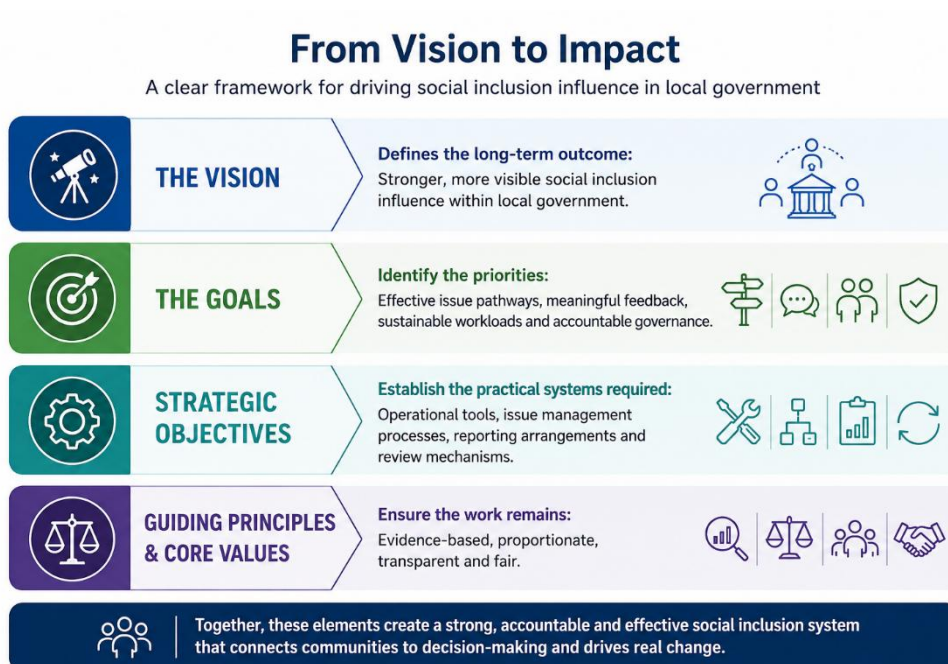 From Vision to Impact
A clear framework for driving social inclusion influence in local government
THE VISION
Defines the long-term outcome:
Stronger, more visible social inclusion
influence within local government.
THE GOALS
Identify the priorities:
Effective issue pathways, meaningful feedback,
sustainable workloads and accountable governance.
STRATEGIC
OBJECTIVES
Establish the practical systems required:
Operational tools, issue management
processes, reporting arrangements and
review mechanisms.
GUIDING PRINCIPLES
& CORE VALUES
Ensure the work remains:
Evidence-based, proportionate,
transparent and fair.
Together, these elements create a strong, accountable and effective social inclusion system
that connects communities to decision-making and drives real change.